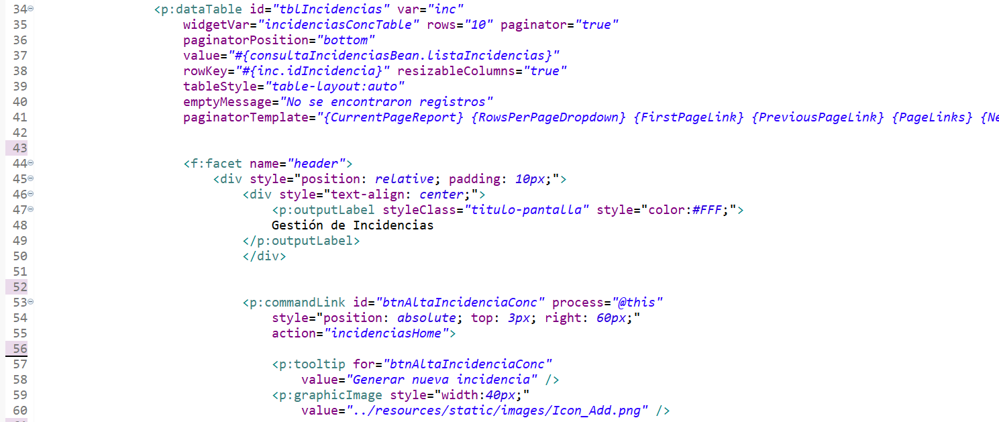 34 <p:dataTable id="tblIncidencias" var="inc"
35 widgetVar="incidenciasConcTable" rows="10" paginator="true"
36 paginatorPosition="bottom"
37 value="#{consultaIncidenciasBean.listaIncidencias}"
38 rowKey="#{inc.idIncidencia}" resizableColumns="true"
39 tableStyle="table-layout:auto"
40 emptyMessage="No se encontraron registros"
41 paginatorTemplate="{CurrentPageReport} {RowsPerPageDropdown} {FirstPageLink} {PreviousPageLink} {PageLinks} {Ne
42
43
44 <f:facet name="header">
45 <div style="position: relative; padding: 10px;">
46 <div style="text-align: center;">
47 <p:outputLabel styleClass="titulo-pantalla" style="color:#FFF;">
48 Gestión de Incidencias
49 </p:outputLabel>
50 </div>
51
52
53 <p:commandLink id="btnAltaIncidenciaConc" process="@this"
54 style="position: absolute; top: 3px; right: 60px;"
55 action="incidenciasHome">
56
57 <p:tooltip for="btnAltaIncidenciaConc"
58 value="Generar nueva incidencia" />
59 <p:graphicImage style="width:40px;"
60 value="../resources/static/images/Icon_Add.png" />